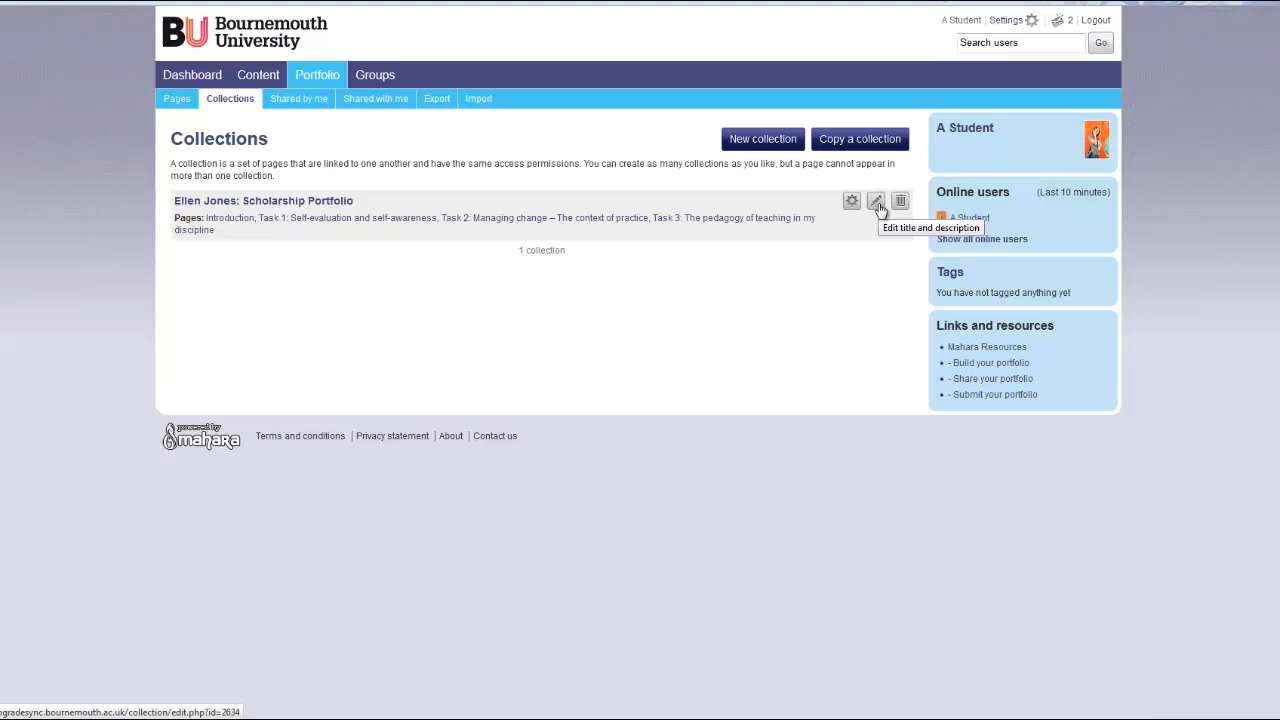 BU Bournemouth University
A Student Settings 2 Logout
Search users Go
Dashboard Content Portfolio Groups
Pages Collections Shared by me Shared with me Export Import
Collections
New collection Copy a collection
A collection is a set of pages that are linked to one another and have the same access permissions. You can create as many collections as you like, but a page cannot appear in
more than one collection.
Ellen Jones: Scholarship Portfolio
Pages: Introduction, Task 1: Self-evaluation and self-awareness, Task 2: Managing change – The context of practice, Task 3: The pedagogy of teaching in my
discipline
Edit title and description
1 collection
A Student
Online users (Last 10 minutes)
A Student
Show all online users
Tags
You have not tagged anything yet
Links and resources
Mahara Resources
- Build your portfolio
- Share your portfolio
- Submit your portfolio
powered by
mahara
Terms and conditions | Privacy statement | About | Contact us
ogradesync.bournemouth.ac.uk/collection/edit.php?id=2634